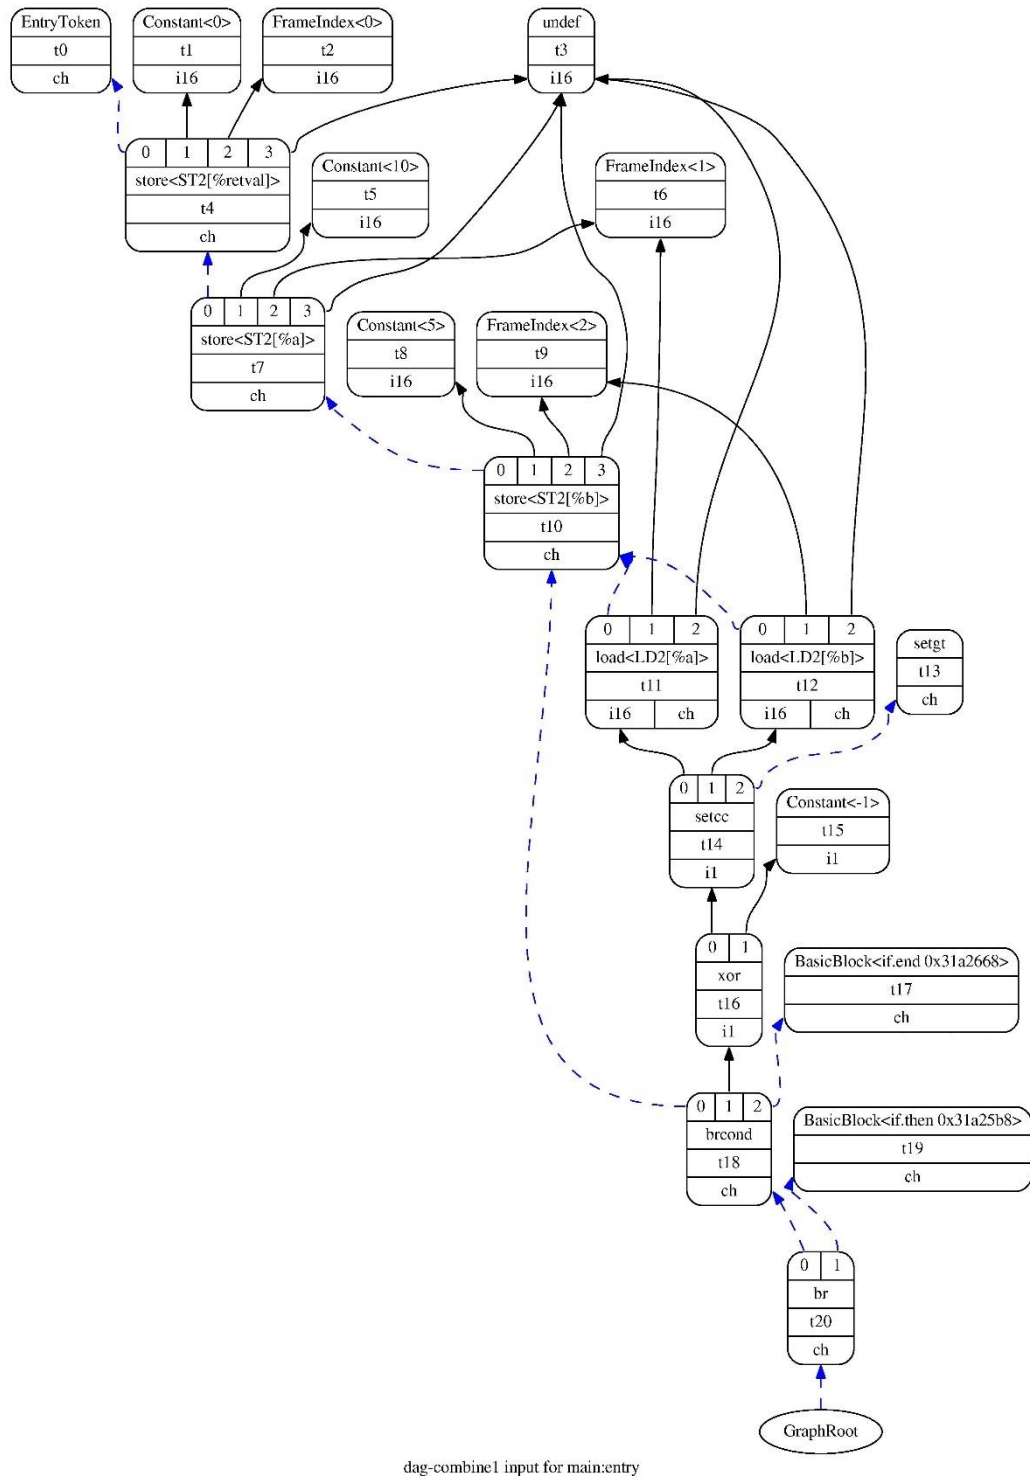 EntryToken
t0
ch
Constant<0>
t1
i16
FrameIndex<0>
t2
i16
undef
t3
i16
0 1 2 3
store<ST2[%retval]>
t4
ch
Constant<10>
t5
i16
FrameIndex<1>
t6
i16
0 1 2 3
store<ST2[%a]>
t7
ch
Constant<5>
t8
i16
FrameIndex<2>
t9
i16
0 1 2 3
store<ST2[%b]>
t10
ch
0 1 2
load<LD2[%a]>
t11
i16 ch
0 1 2
load<LD2[%b]>
t12
i16 ch
setgt
t13
ch
0 1 2
setcc
t14
i1
Constant<-1>
t15
i1
0 1
xor
t16
i1
BasicBlock<if.end 0x31a2668>
t17
ch
0 1 2
brcond
t18
ch
BasicBlock<if.then 0x31a25b8>
t19
ch
0 1
br
t20
ch
GraphRoot
dag-combine1 input for main:entry